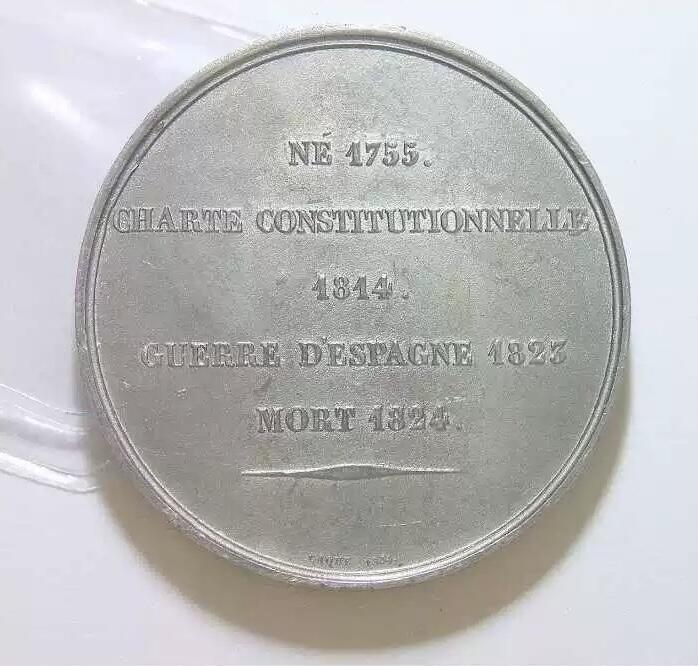 NÉ 1755.
CHARTE CONSTITUTIONNELLE
1814.
GUERRE D'ESPAGNE 1823
MORT 1824.